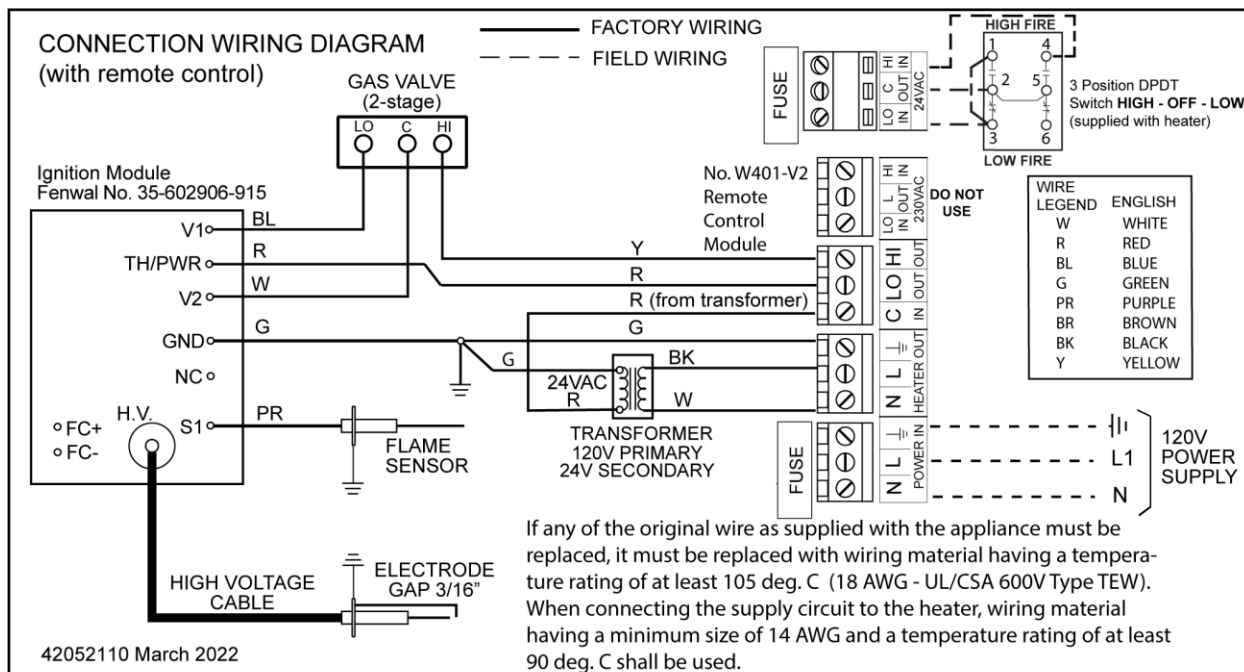 CONNECTION WIRING DIAGRAM
(with remote control)
FACTORY WIRING
FIELD WIRING
GAS VALVE
(2-stage)
LO C HI
Ignition Module
Fenwal No. 35-602906-915
V1
TH/PWR
V2
GND
NC
S1
H.V.
FC+
FC-
BL
R
W
G
PR
FLAME
SENSOR
HIGH VOLTAGE
CABLE
ELECTRODE
GAP 3/16"
42052110 March 2022
Y
R
R (from transformer)
G
G
BK
24VAC
R
W
TRANSFORMER
120V PRIMARY
24V SECONDARY
FUSE
HI IN
C OUT
LO IN
24VAC
HIGH FIRE
1 4
2 5
3 6
LOW FIRE
3 Position DPDT
Switch HIGH - OFF - LOW
(supplied with heater)
No. W401-V2
Remote
Control
Module
HI IN
L OUT
LO IN
230VAC
DO NOT
USE
HI OUT
LO OUT
C IN
L
N
HEATER OUT
L
N
POWER IN
FUSE
L1
N
120V
POWER
SUPPLY
WIRE
LEGEND ENGLISH
W WHITE
R RED
BL BLUE
G GREEN
PR PURPLE
BR BROWN
BK BLACK
Y YELLOW
If any of the original wire as supplied with the appliance must be
replaced, it must be replaced with wiring material having a tempera-
ture rating of at least 105 deg. C (18 AWG - UL/CSA 600V Type TEW).
When connecting the supply circuit to the heater, wiring material
having a minimum size of 14 AWG and a temperature rating of at least
90 deg. C shall be used.